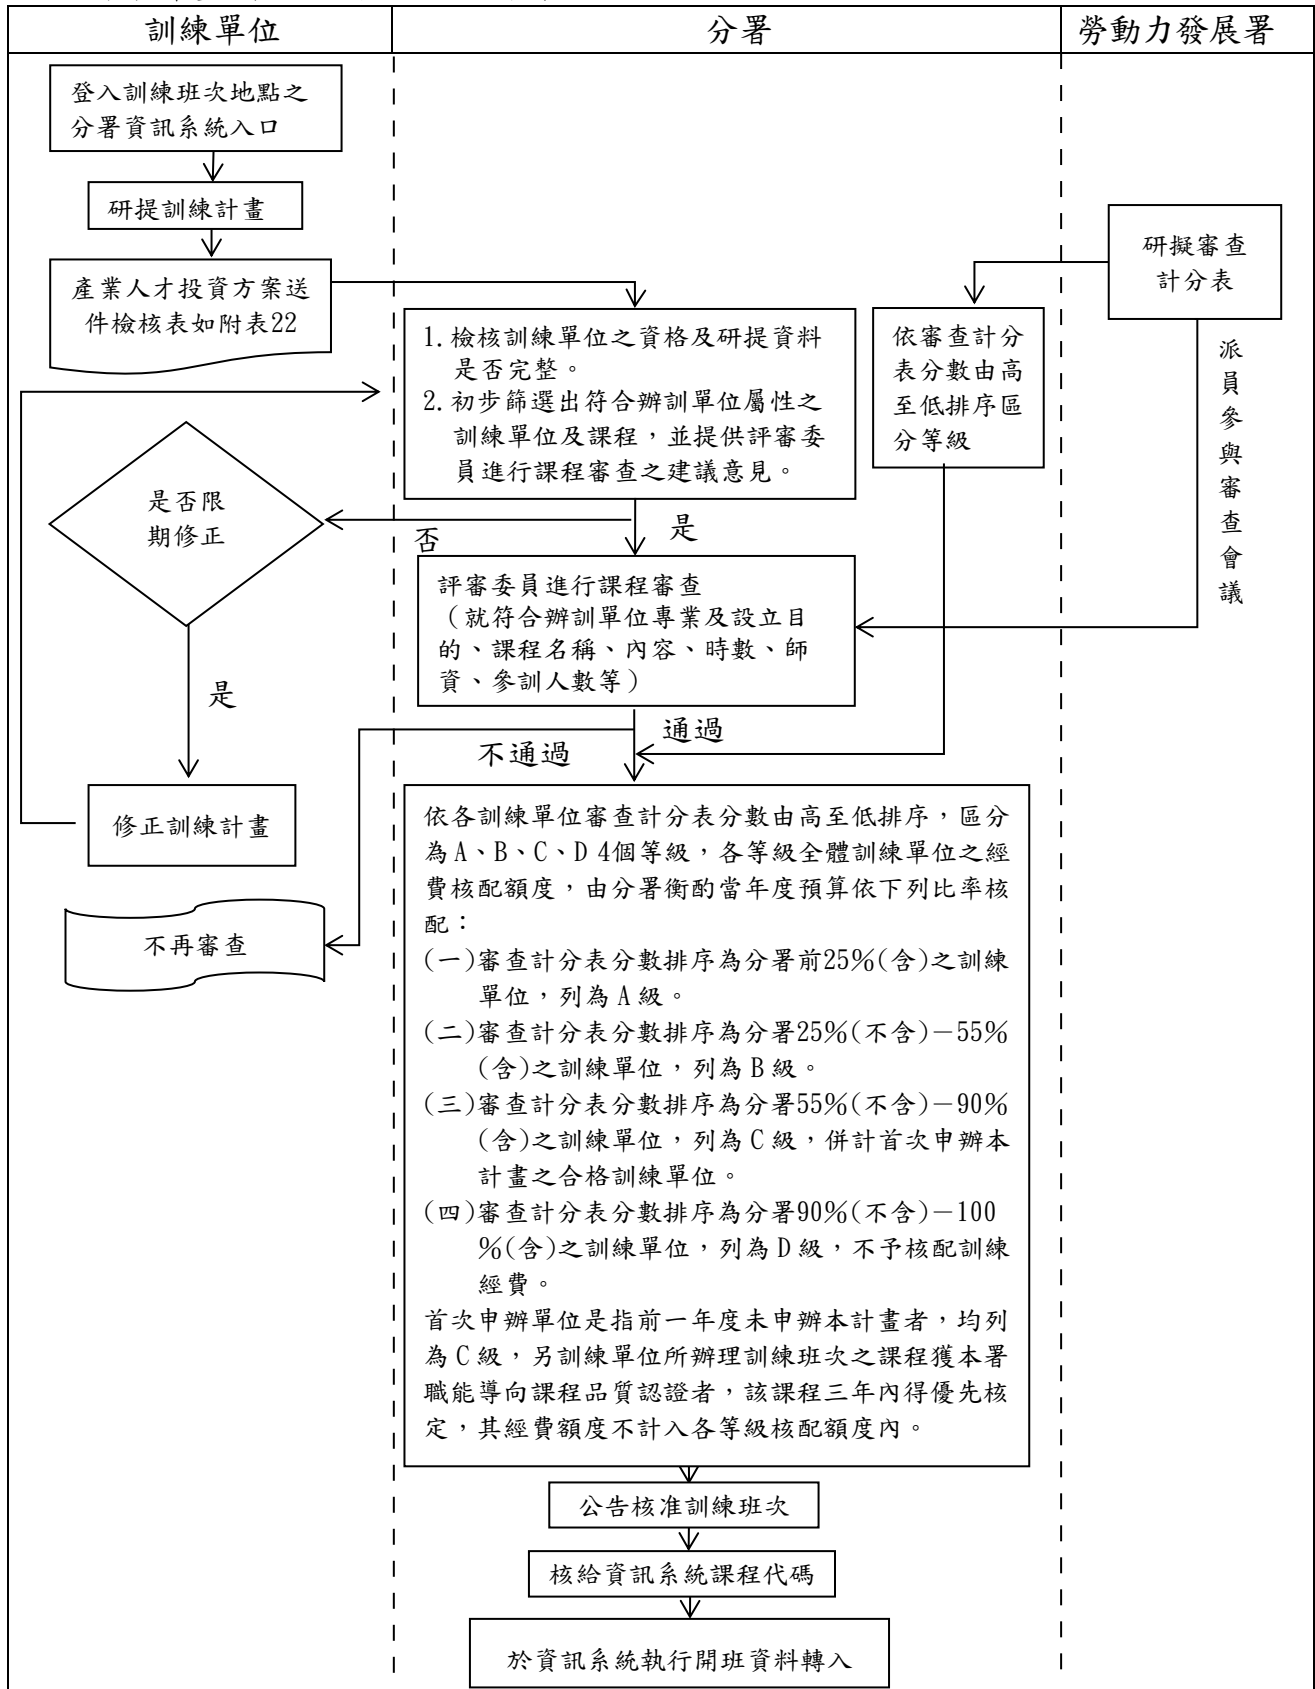 訓練單位
分署
勞動力發展署
登入訓練班次地點之
分署資訊系統入口
研提訓練計畫
產業人才投資方案送
件檢核表如附表22
研擬審查
計分表
1.檢核訓練單位之資格及研提資料
是否完整。
2.初步篩選出符合辦訓單位屬性之
訓練單位及課程,並提供評審委
員進行課程審查之建議意見。
依審查計分
表分數由高
至低排序區
分等級
派員參與審查會議
是否限
期修正
否
是
評審委員進行課程審查
(就符合辦訓單位專業及設立目
的、課程名稱、內容、時數、師
資、參訓人數等)
是
通過
不通過
修正訓練計畫
不再審查
依各訓練單位審查計分表分數由高至低排序,區分
為A、B、C、D 4個等級,各等級全體訓練單位之經
費核配額度,由分署衡酌當年度預算依下列比率核
配:
(一)審查計分表分數排序為分署前25%(含)之訓練
單位,列為A級。
(二)審查計分表分數排序為分署25%(不含)-55%
(含)之訓練單位,列為B級。
(三)審查計分表分數排序為分署55%(不含)-90%
(含)之訓練單位,列為C級,併計首次申辦本
計畫之合格訓練單位。
(四)審查計分表分數排序為分署90%(不含)-100
%(含)之訓練單位,列為D級,不予核配訓練
經費。
首次申辦單位是指前一年度未申辦本計畫者,均列
為C級,另訓練單位所辦理訓練班次之課程獲本署
職能導向課程品質認證者,該課程三年內得優先核
定,其經費額度不計入各等級核配額度內。
公告核准訓練班次
核給資訊系統課程代碼
於資訊系統執行開班資料轉入